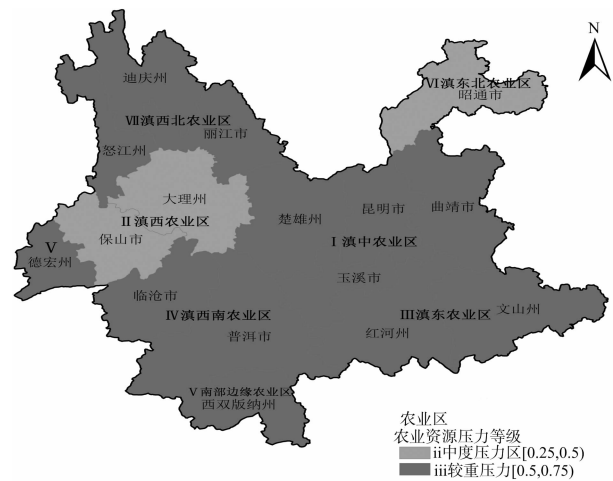 N
迪庆州
Ⅵ滇东北农业区
昭通市
Ⅶ滇西北农业区
丽江市
怒江州
大理州
Ⅱ滇西农业区
保山市
楚雄州
昆明市
曲靖市
Ⅰ滇中农业区
Ⅴ
德宏州
玉溪市
临沧市
Ⅳ滇西南农业区
普洱市
Ⅲ滇东农业区
文山州
红河州
Ⅴ南部边缘农业区
西双版纳州
农业区
农业资源压力等级
ii中度压力区[0.25,0.5)
iii较重压力[0.5,0.75)